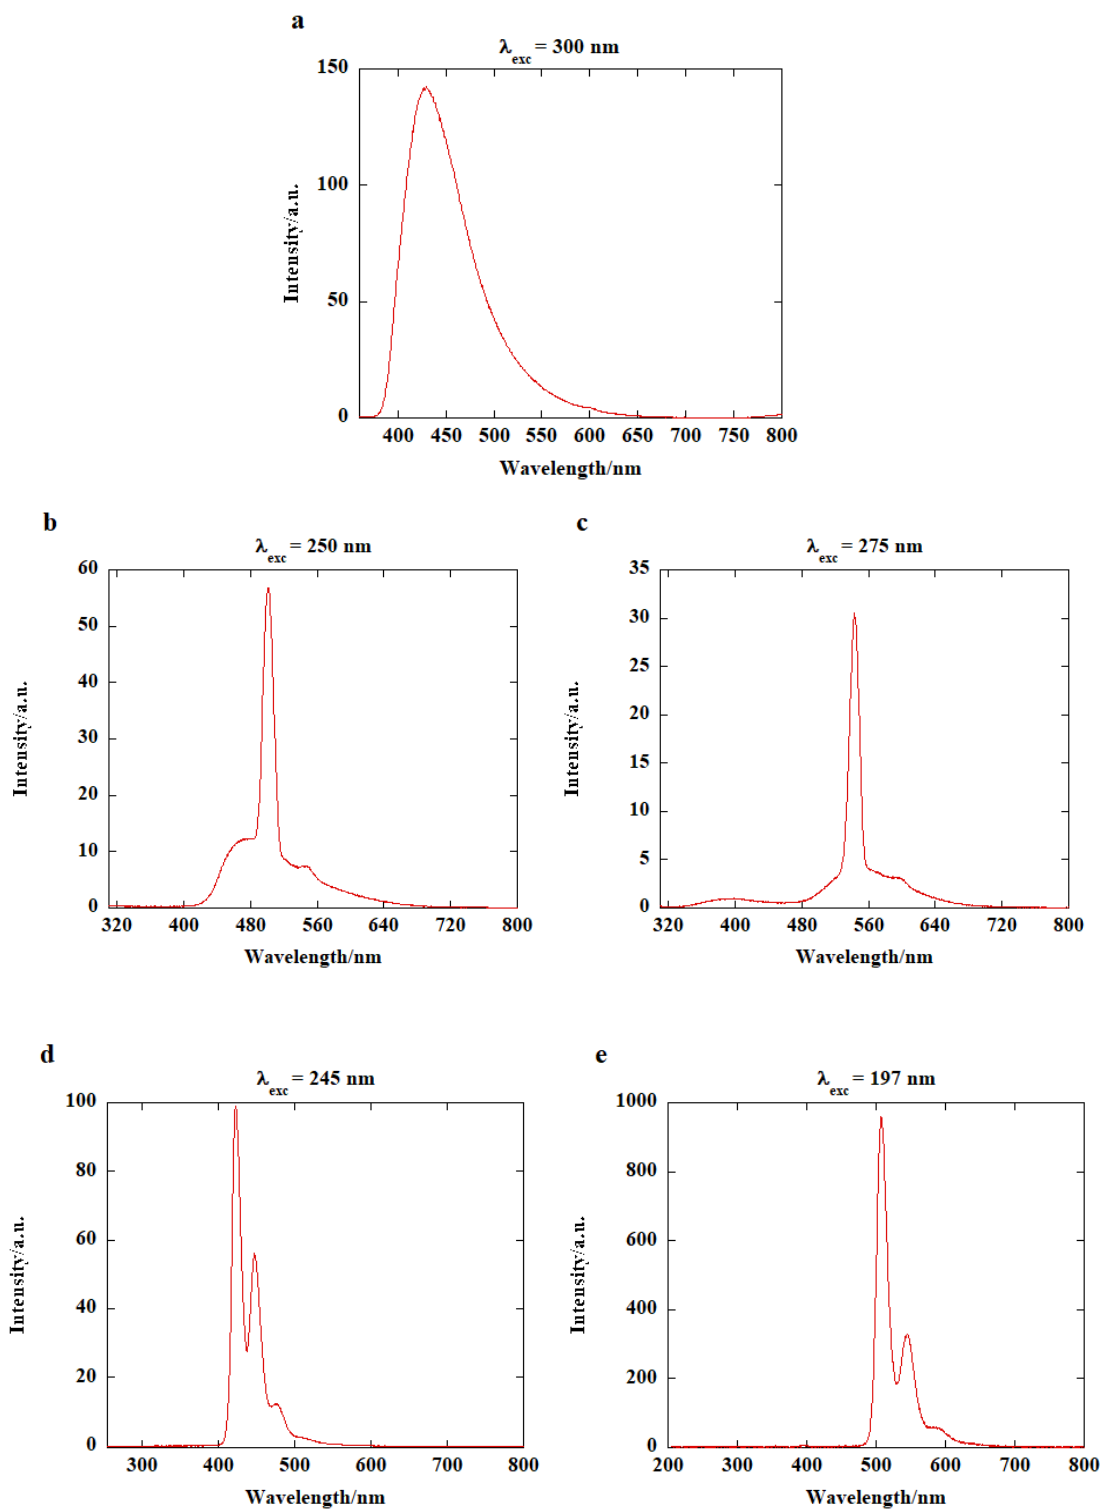 a
λexc = 300 nm
150
100
50
0
Intensity/a.u.
400 450 500 550 600 650 700 750 800
Wavelength/nm
b
λexc = 250 nm
60
50
40
30
20
10
0
Intensity/a.u.
320 400 480 560 640 720 800
Wavelength/nm
c
λexc = 275 nm
35
30
25
20
15
10
5
0
Intensity/a.u.
320 400 480 560 640 720 800
Wavelength/nm
d
λexc = 245 nm
100
80
60
40
20
0
Intensity/a.u.
300 400 500 600 700 800
Wavelength/nm
e
λexc = 197 nm
1000
800
600
400
200
0
Intensity/a.u.
200 300 400 500 600 700 800
Wavelength/nm